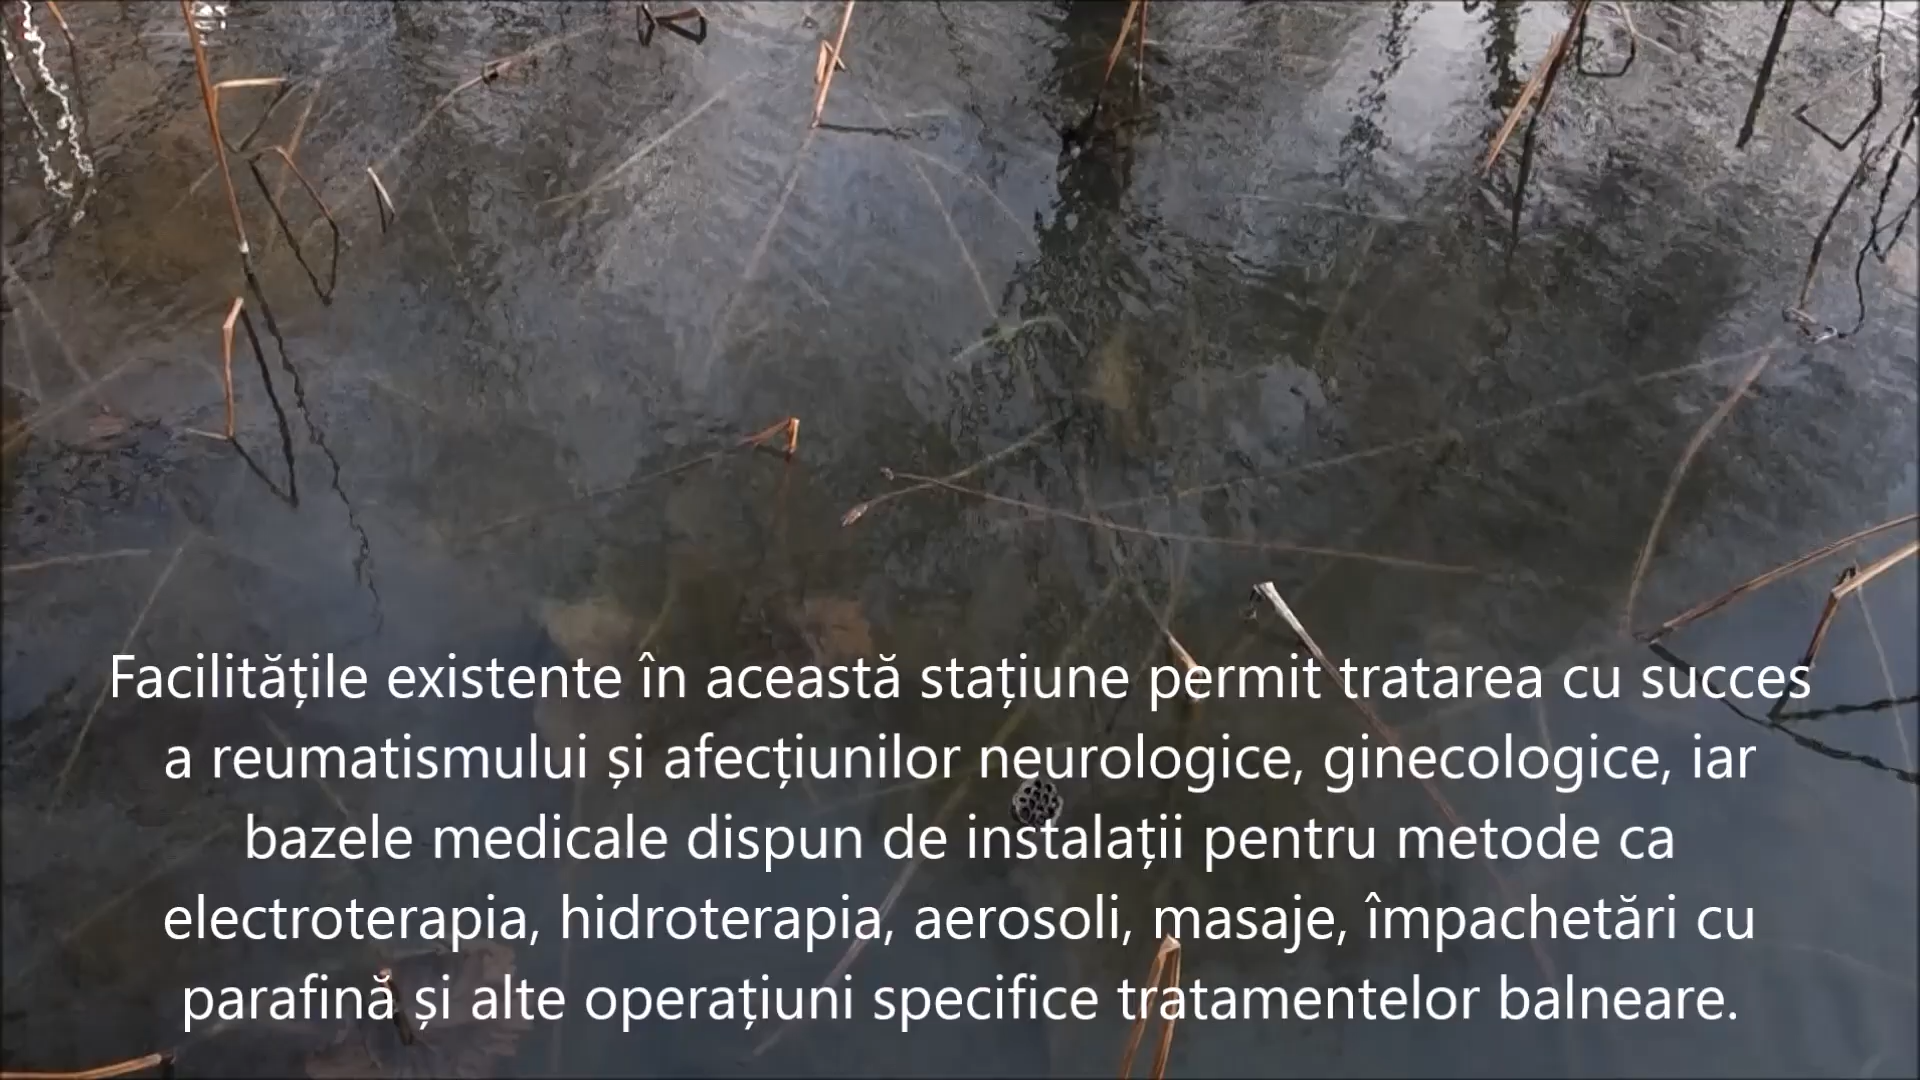 Facilitățile existente în această stațiune permit tratarea cu succes
a reumatismului și afecțiunilor neurologice, ginecologice, iar
bazele medicale dispun de instalații pentru metode ca
electroterapia, hidroterapia, aerosoli, masaje, împachetări cu
parafină și alte operațiuni specifice tratamentelor balneare.